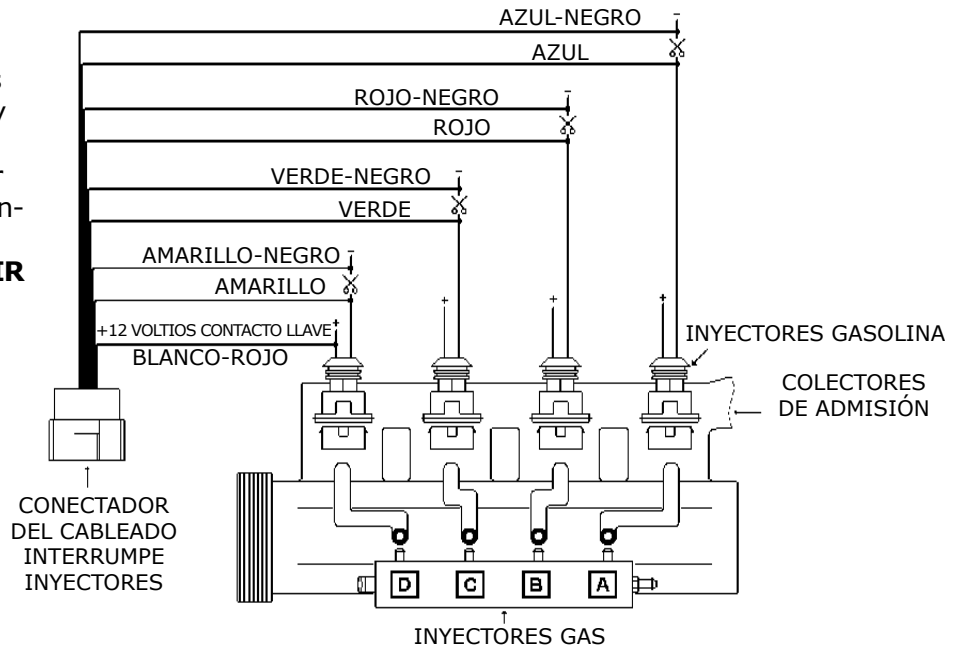 AZUL-NEGRO
AZUL
ROJO-NEGRO
ROJO
VERDE-NEGRO
VERDE
AMARILLO-NEGRO
AMARILLO
+12 VOLTIOS CONTACTO LLAVE
BLANCO-ROJO
IR
INYECTORES GASOLINA
COLECTORES
DE ADMISIÓN
CONECTADOR
DEL CABLEADO
INTERRUMPE
INYECTORES
D C B A
INYECTORES GAS